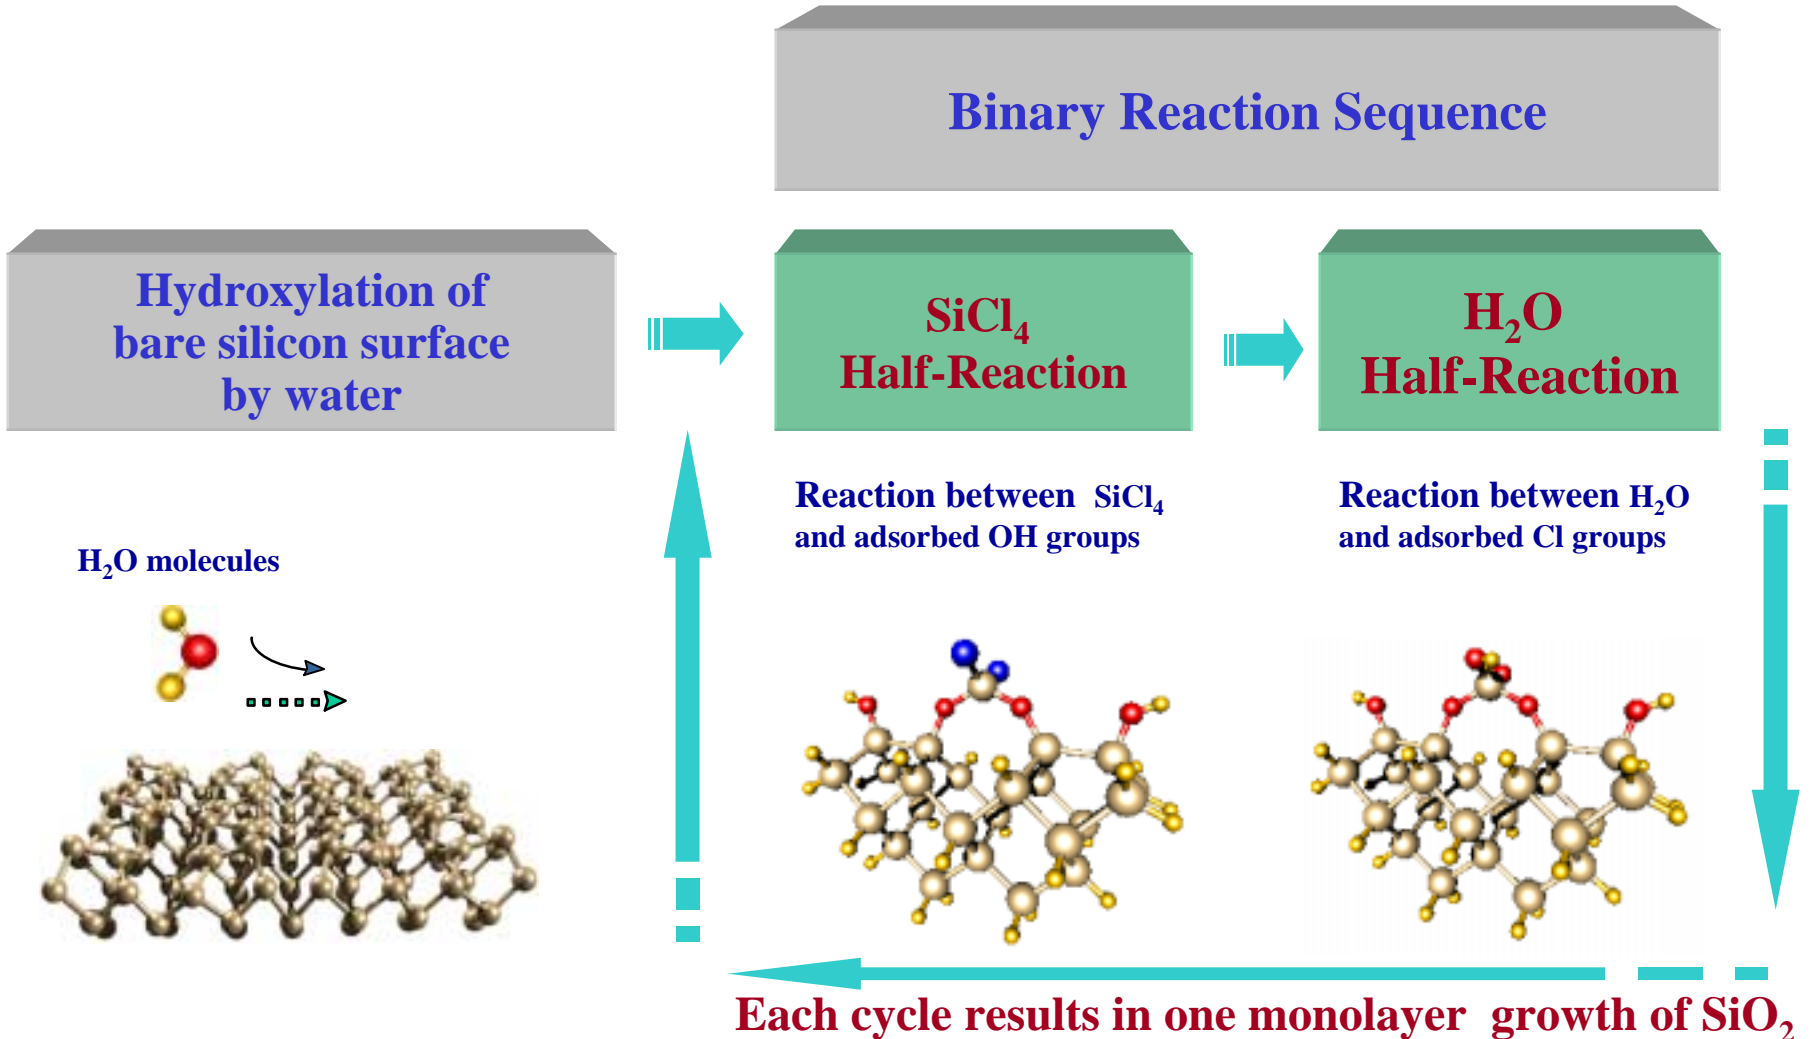 Binary Reaction Sequence
Hydroxylation of
bare silicon surface
by water
SiCl₄
Half-Reaction
H₂O
Half-Reaction
Reaction between SiCl₄
and adsorbed OH groups
Reaction between H₂O
and adsorbed Cl groups
H₂O molecules
Each cycle results in one monolayer growth of SiO₂